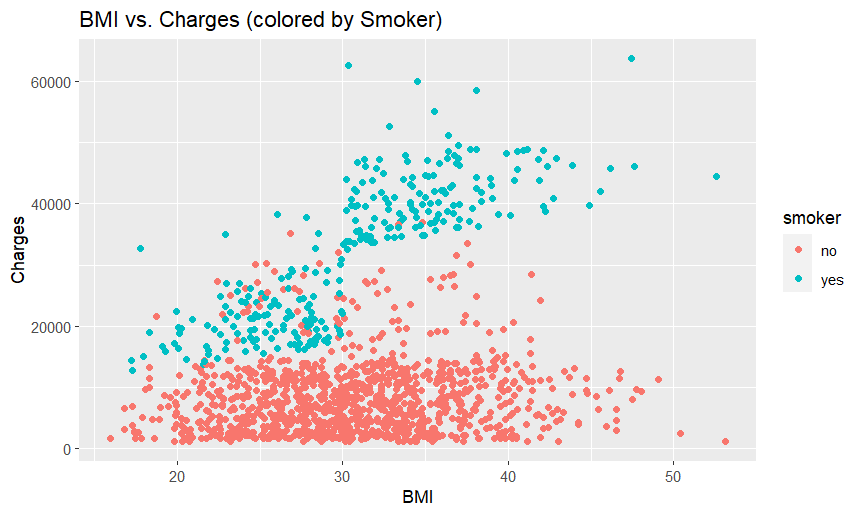 BMI vs. Charges (colored by Smoker)
60000
40000
20000
0
Charges
20
30
40
50
BMI
smoker
no
yes